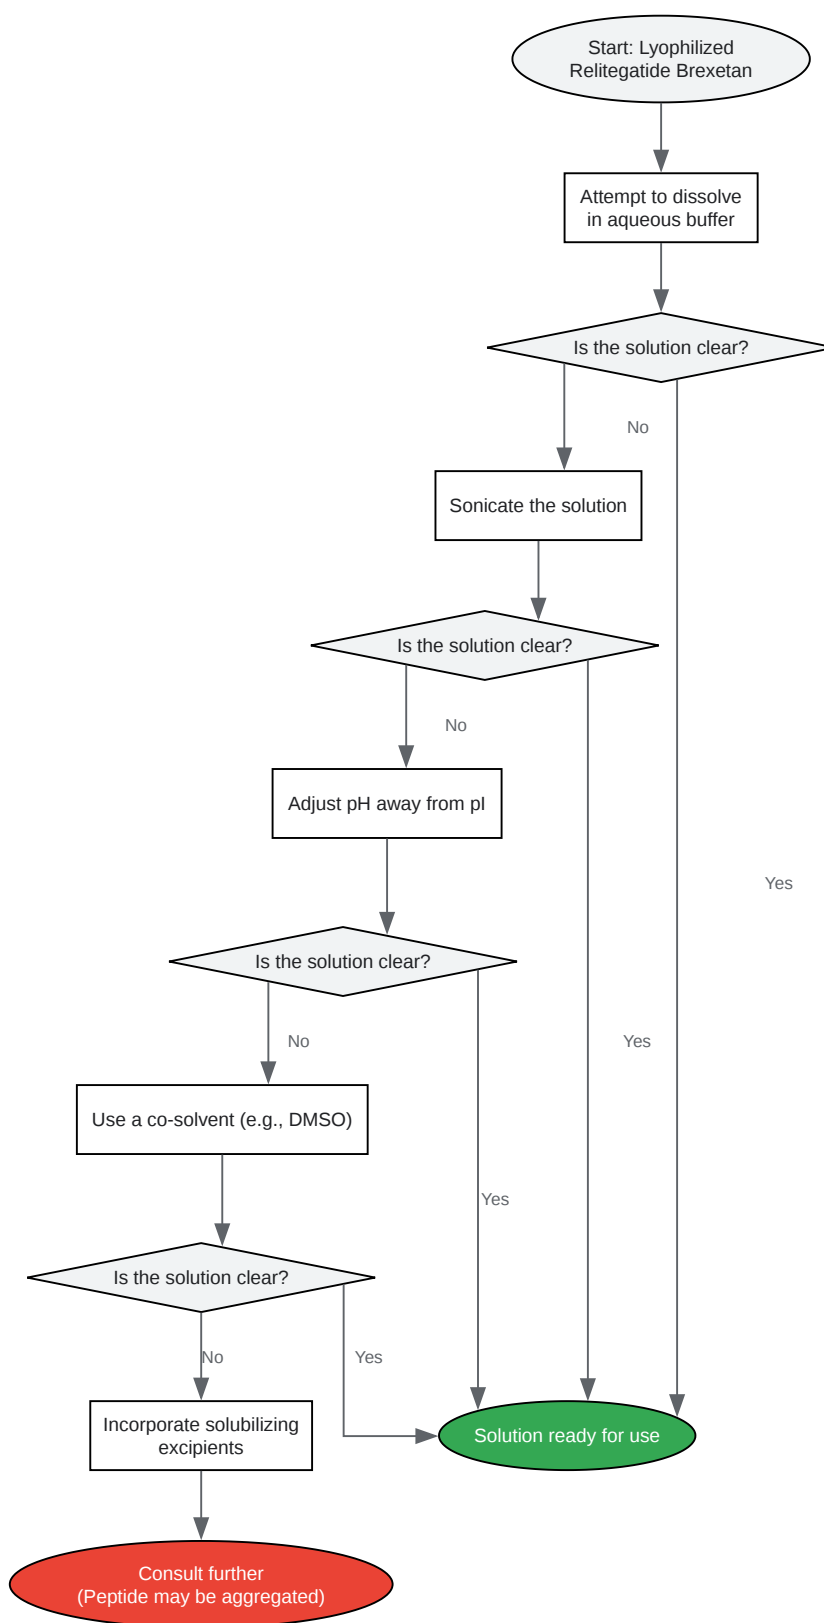 Start: Lyophilized
Relitegatide Brexetan
Attempt to dissolve
in aqueous buffer
Is the solution clear?
No
Sonicate the solution
Is the solution clear?
No
Adjust pH away from pI
Yes
Is the solution clear?
No
Yes
Use a co-solvent (e.g., DMSO)
Yes
Is the solution clear?
No
Yes
Incorporate solubilizing
excipients
Solution ready for use
Consult further
(Peptide may be aggregated)